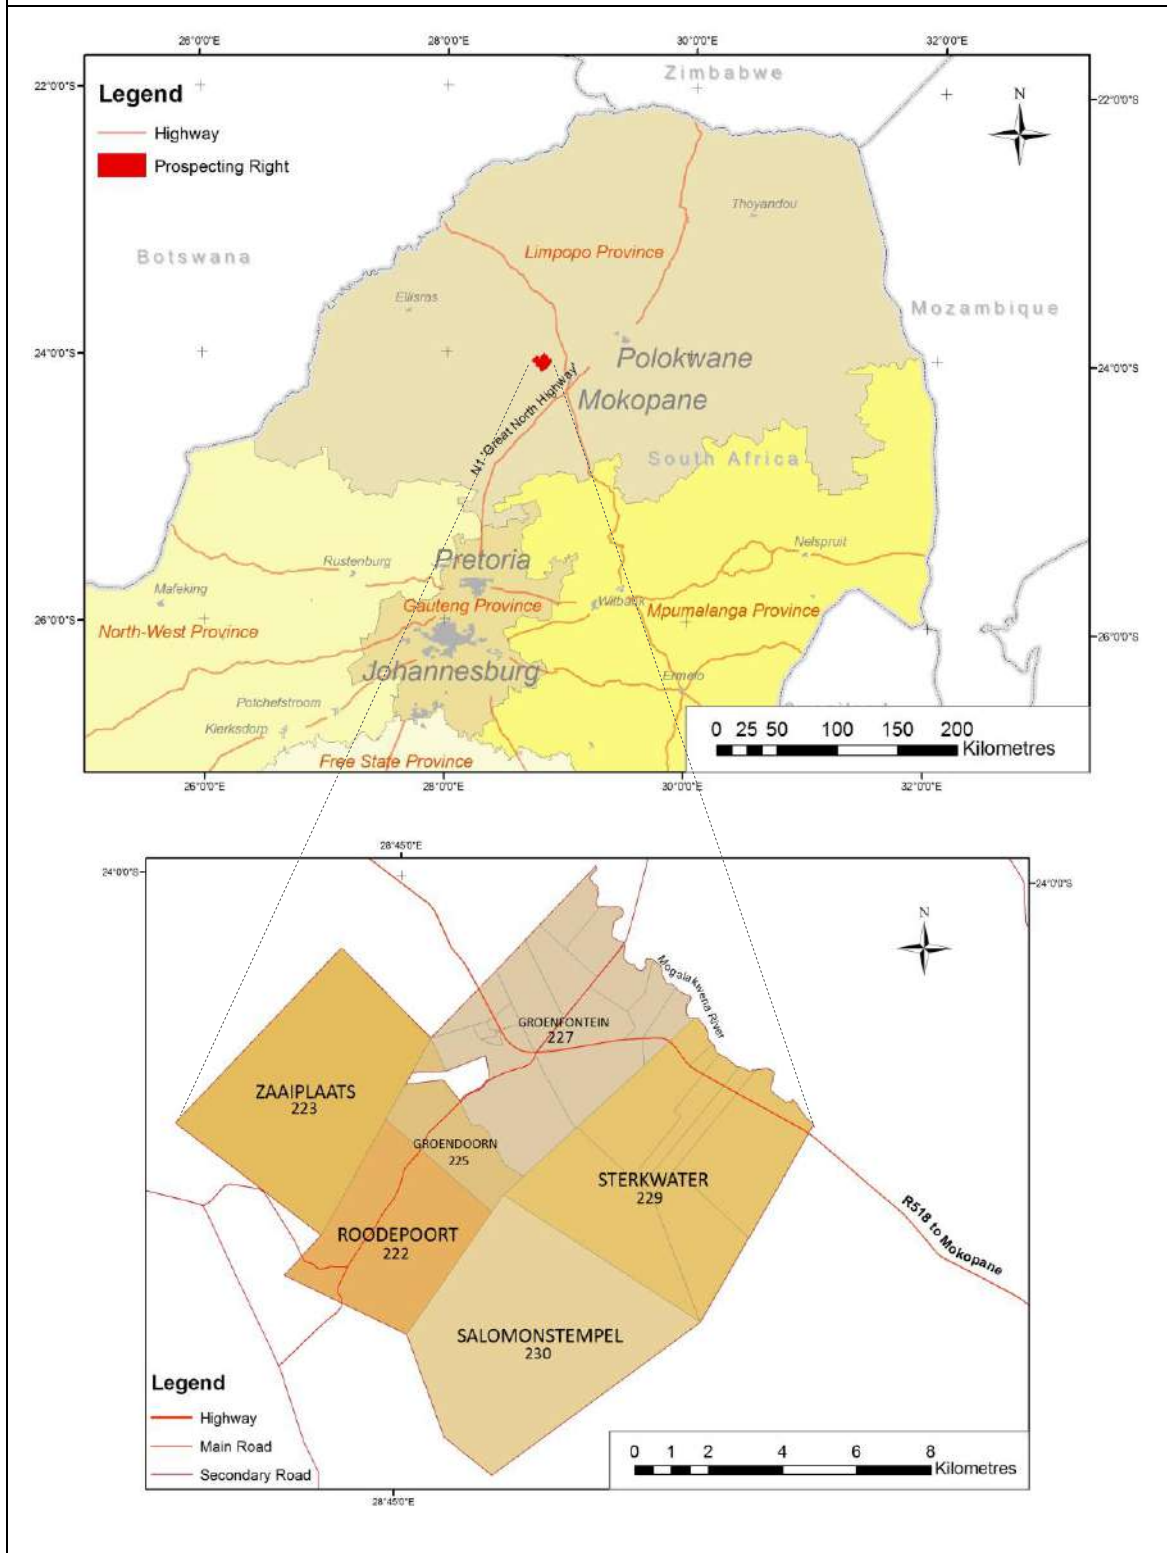 26°0'0"E 28°0'0"E 30°0'0"E 32°0'0"E
Zimbabwe
22°0'0"S 22°0'0"S
Legend
Highway
Prospecting Right
N
Thoyandou
Limpopo Province
Botswana
Ellisras
Mozambique
24°0'0"S 24°0'0"S
Polokwane
Mokopane
N1 'Great North Highway'
South Africa
Nelspruit
Pretoria
Rustenburg
Mafeking
Witbank
Gauteng Province
Mpumalanga Province
North-West Province
26°0'0"S 26°0'0"S
Johannesburg
Ermelo
Potchefstroom
Klerksdorp
0 25 50 100 150 200
Kilometres
Free State Province
26°0'0"E 28°0'0"E 30°0'0"E 32°0'0"E
28°45'0"E
24°0'0"S 24°0'0"S
N
Mogalakwena River
GROENFONTEIN
227
ZAAIPLAATS
223
GROENDOORN
225
STERKWATER
229
R518 to Mokopane
ROODEPOORT
222
SALOMONSTEMPEL
230
Legend
Highway
Main Road
Secondary Road
0 1 2 4 6 8
Kilometres
28°45'0"E